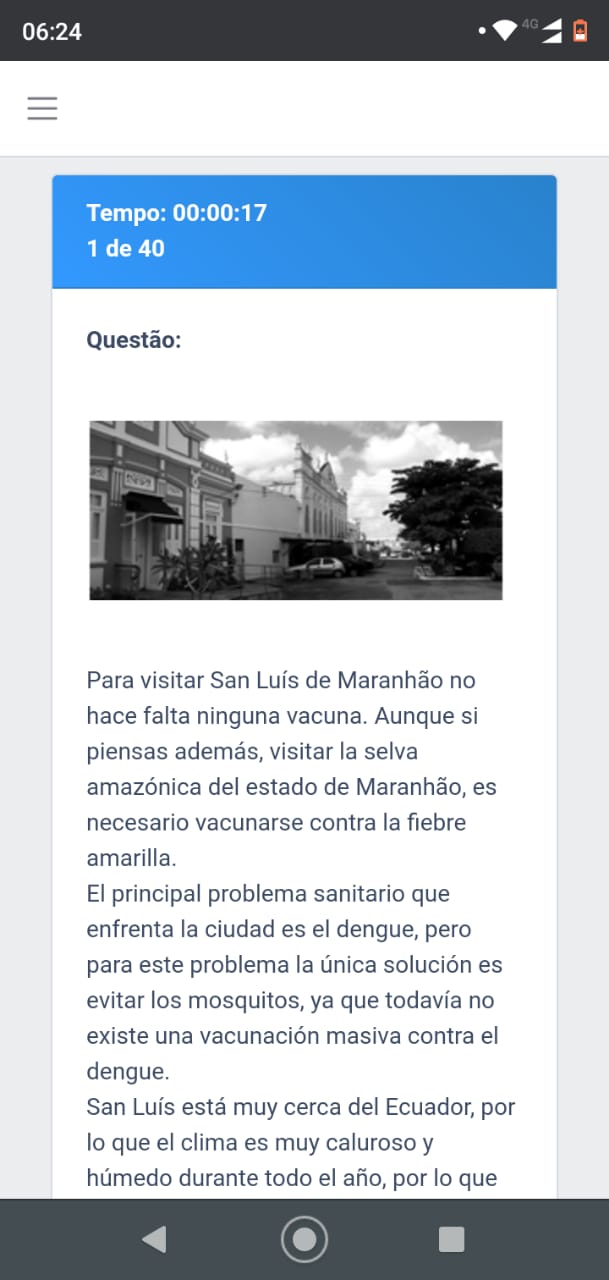 06:24
4G
Tempo: 00:00:17
1 de 40
Questão:
Para visitar San Luís de Maranhão no
hace falta ninguna vacuna. Aunque si
piensas además, visitar la selva
amazónica del estado de Maranhão, es
necesario vacunarse contra la fiebre
amarilla.
El principal problema sanitario que
enfrenta la ciudad es el dengue, pero
para este problema la única solución es
evitar los mosquitos, ya que todavía no
existe una vacunación masiva contra el
dengue.
San Luís está muy cerca del Ecuador, por
lo que el clima es muy caluroso y
húmedo durante todo el año, por lo que